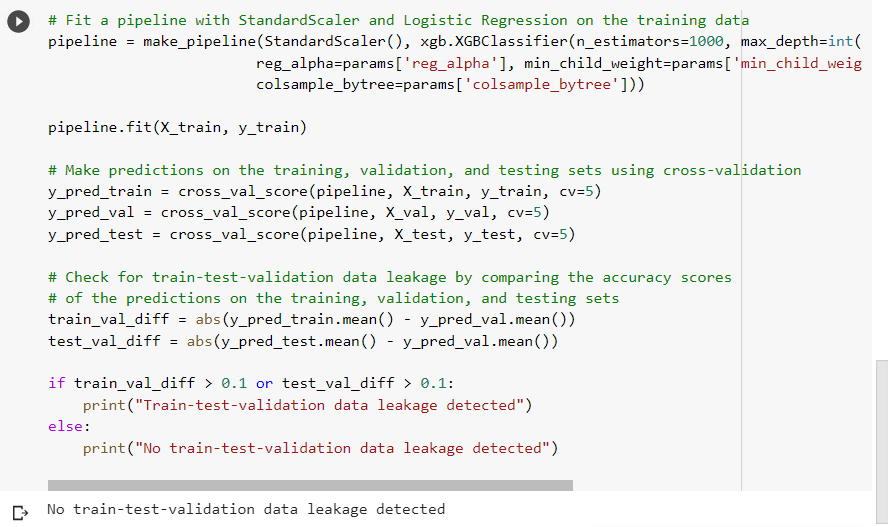 # Fit a pipeline with StandardScaler and Logistic Regression on the training data
pipeline = make_pipeline(StandardScaler(), xgb.XGBClassifier(n_estimators=1000, max_depth=int(
reg_alpha=params['reg_alpha'], min_child_weight=params['min_child_weig
colsample_bytree=params['colsample_bytree']))
pipeline.fit(X_train, y_train)
# Make predictions on the training, validation, and testing sets using cross-validation
y_pred_train = cross_val_score(pipeline, X_train, y_train, cv=5)
y_pred_val = cross_val_score(pipeline, X_val, y_val, cv=5)
y_pred_test = cross_val_score(pipeline, X_test, y_test, cv=5)
# Check for train-test-validation data leakage by comparing the accuracy scores
# of the predictions on the training, validation, and testing sets
train_val_diff = abs(y_pred_train.mean() - y_pred_val.mean())
test_val_diff = abs(y_pred_test.mean() - y_pred_val.mean())
if train_val_diff > 0.1 or test_val_diff > 0.1:
print("Train-test-validation data leakage detected")
else:
print("No train-test-validation data leakage detected")
No train-test-validation data leakage detected